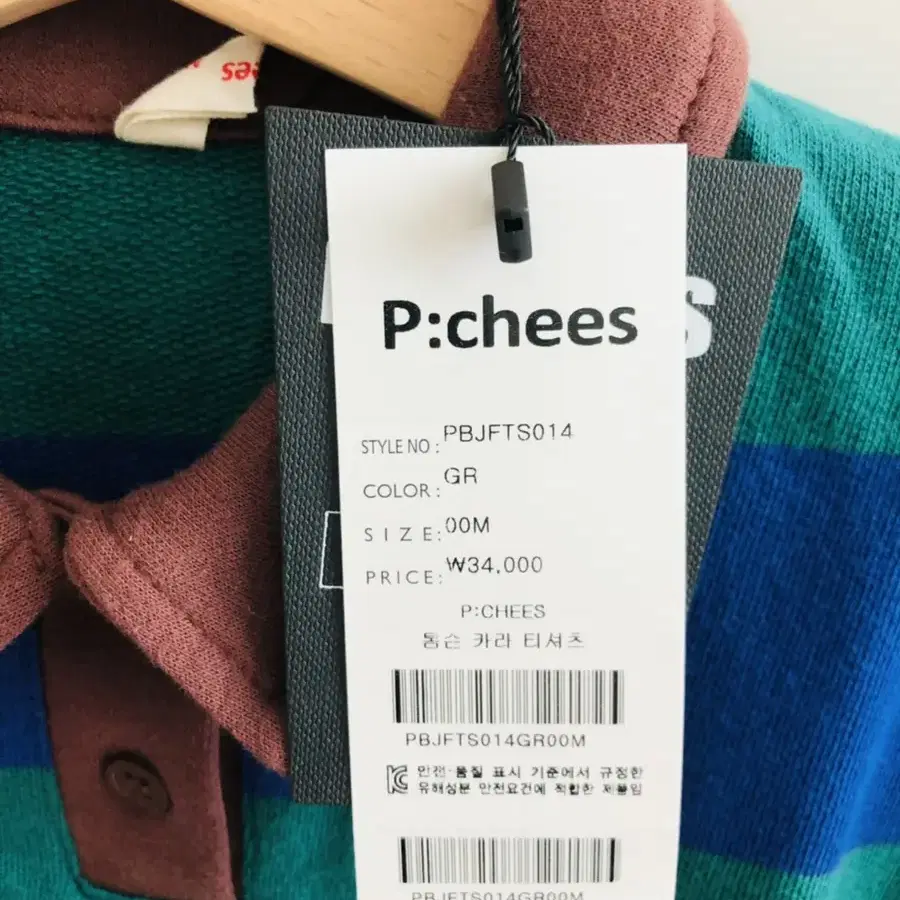 P:chees
STYLE NO : PBJFTS014
COLOR : GR
SIZE: 00M
PRICE: ₩34,000
P:CHEES
톰슨 카라 티셔츠
PBJFTS014GR00M
안전·품질 표시 기준에서 규정한
유해성분 안전요건에 적합한 제품임
PBJFTS014GR00M